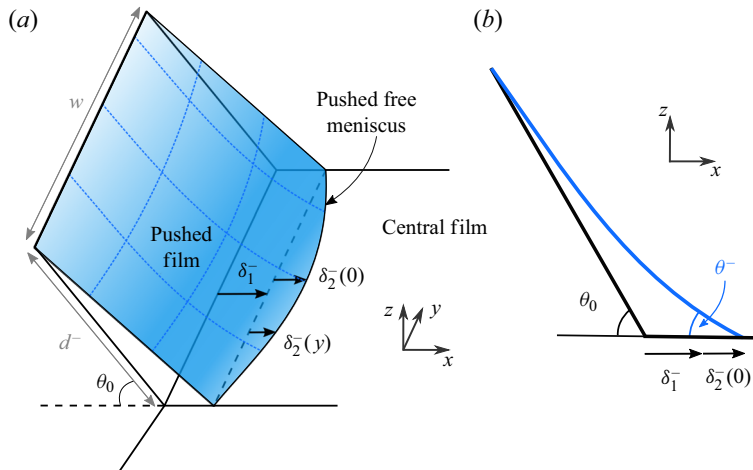 (a)
w
Pushed free
meniscus
Pushed
film
Central film
δ₁⁻
δ₂⁻(0)
δ₂⁻(y)
d⁻
θ₀
z
y
x
(b)
z
x
θ₀
θ⁻
δ₁⁻
δ₂⁻(0)